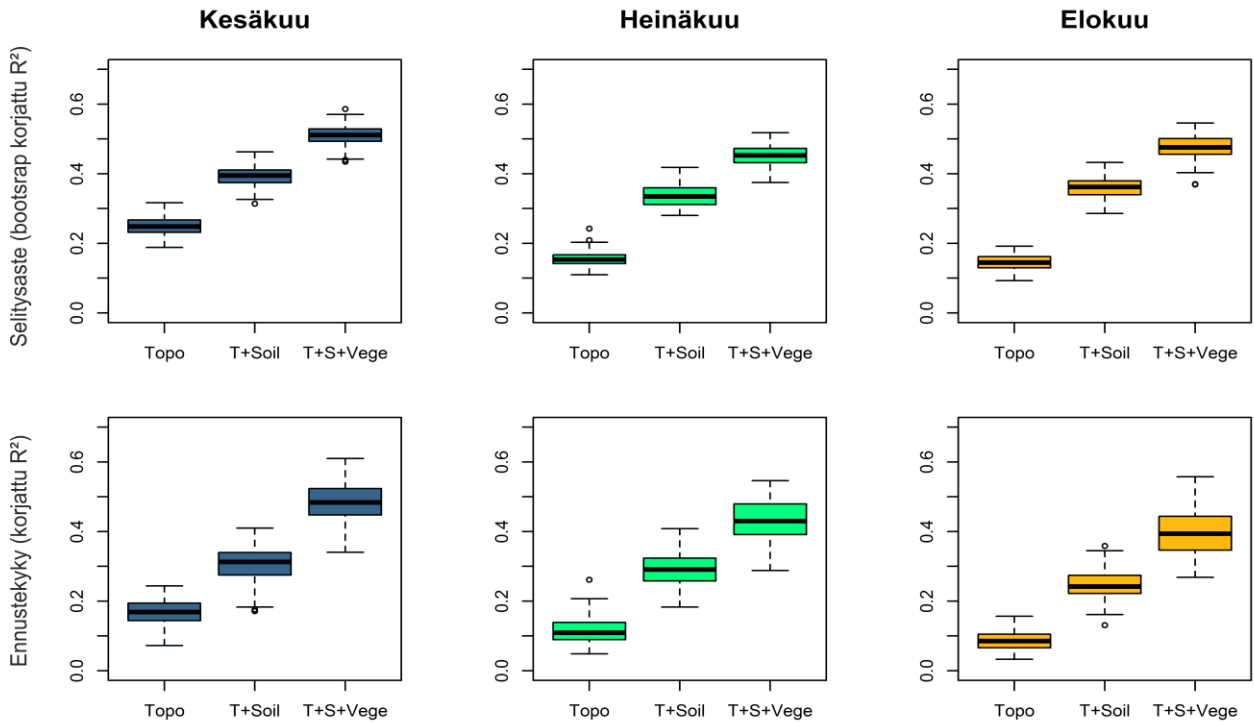 Kesäkuu
Heinäkuu
Elokuu
Selitysaste (bootsrap korjattu R²)
0.0
0.2
0.4
0.6
Topo
T+Soil
T+S+Vege
0.0
0.2
0.4
0.6
Topo
T+Soil
T+S+Vege
0.0
0.2
0.4
0.6
Topo
T+Soil
T+S+Vege
Ennustekyky (korjattu R²)
0.0
0.2
0.4
0.6
Topo
T+Soil
T+S+Vege
0.0
0.2
0.4
0.6
Topo
T+Soil
T+S+Vege
0.0
0.2
0.4
0.6
Topo
T+Soil
T+S+Vege